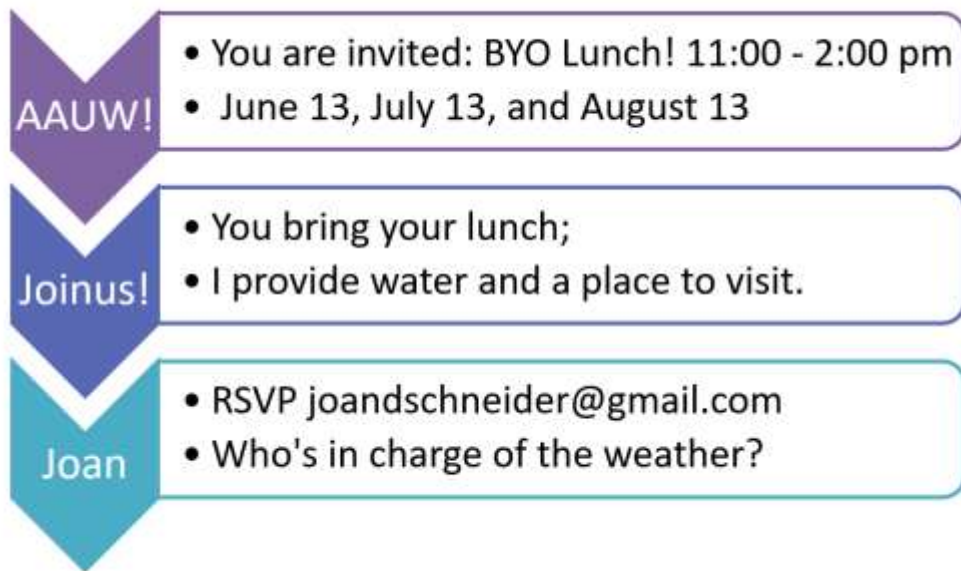 AAUW!
• You are invited: BYO Lunch! 11:00 - 2:00 pm
• June 13, July 13, and August 13
Joinus!
• You bring your lunch;
• I provide water and a place to visit.
Joan
• RSVP joandschneider@gmail.com
• Who's in charge of the weather?